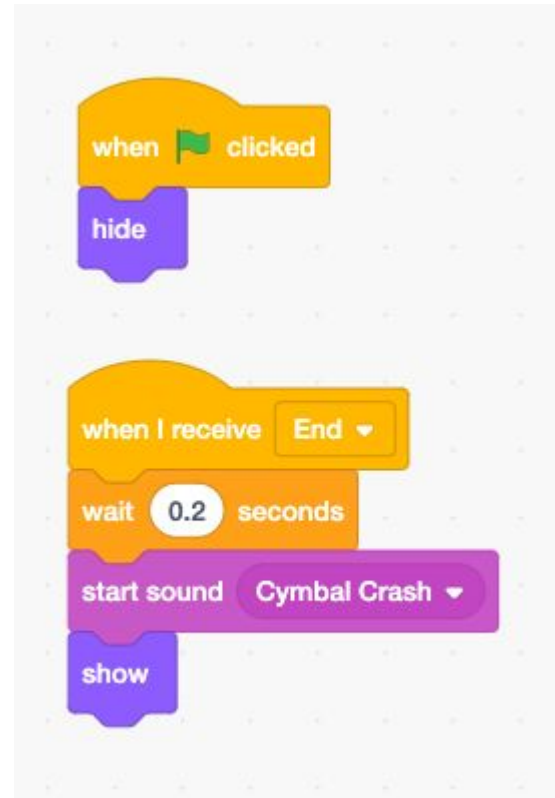 when clicked
hide
when I receive End
wait 0.2 seconds
start sound Cymbal Crash
show